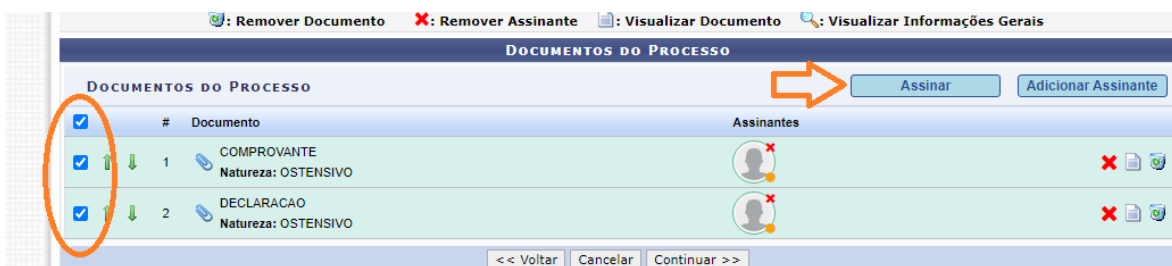 : Remover Documento : Remover Assinante : Visualizar Documento : Visualizar Informações Gerais
Documentos do Processo
Documentos do Processo Assinar Adicionar Assinante
# Documento Assinantes
1 COMPROVANTE
Natureza: OSTENSIVO
2 DECLARACAO
Natureza: OSTENSIVO
<< Voltar Cancelar Continuar >>